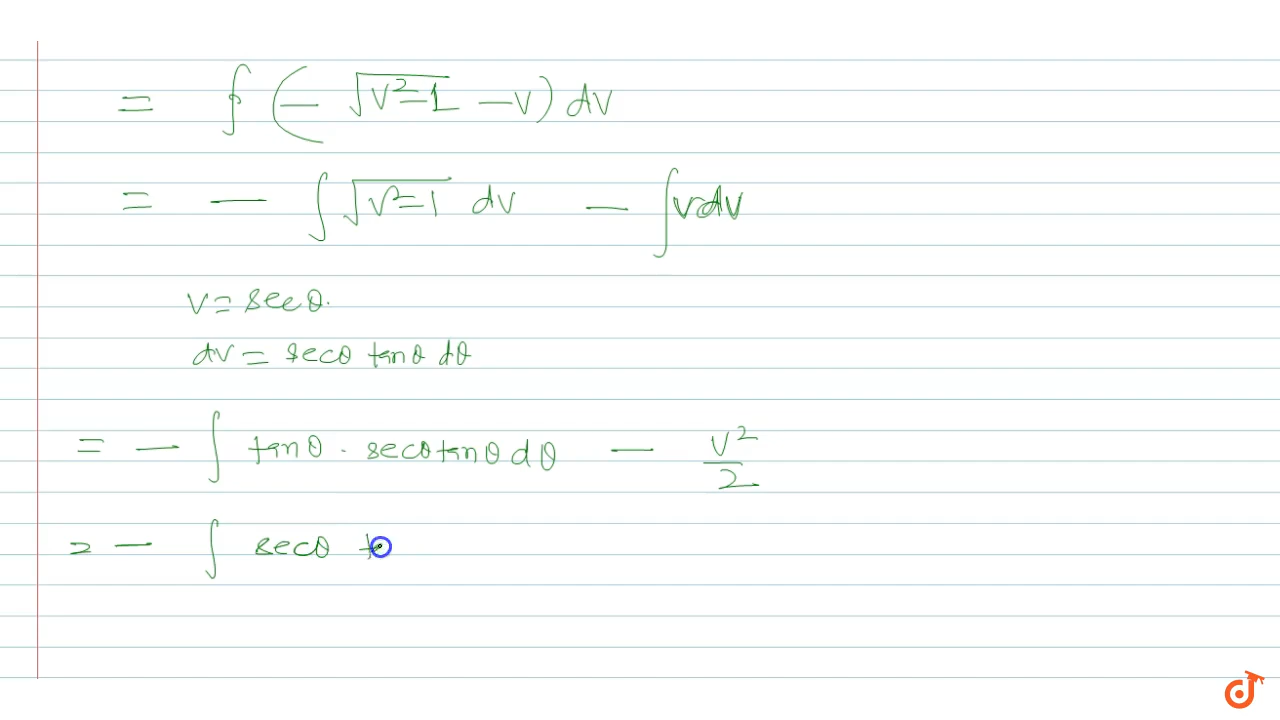 = ∮ (- √(v²-1) - v) dv
= - ∫ √(v²-1) dv - ∫ v dv
v = secθ.
dv = secθ tanθ dθ
= - ∫ tanθ · secθ tanθ dθ - v²/2
= - ∫ secθ t